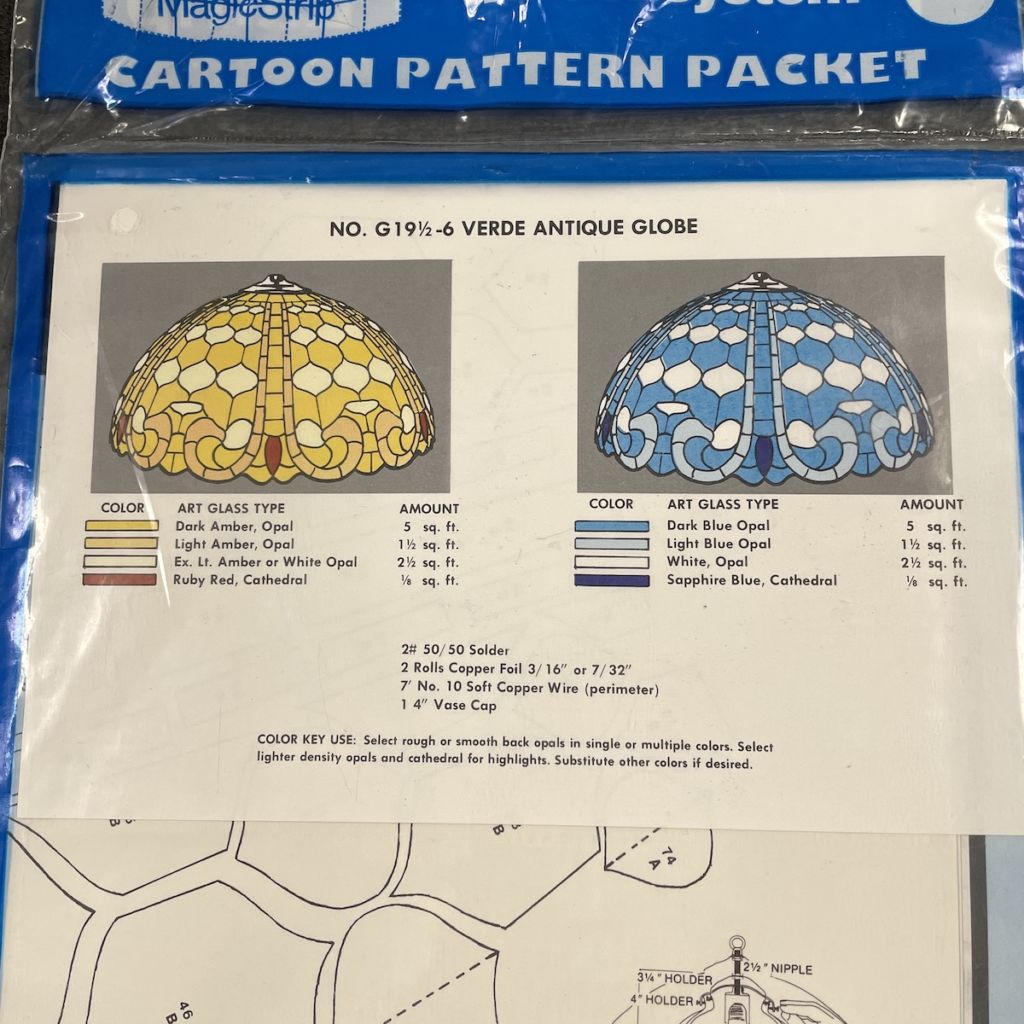 MagicStrip
System
CARTOON PATTERN PACKET
NO. G19½-6 VERDE ANTIQUE GLOBE
COLOR ART GLASS TYPE AMOUNT
Dark Amber, Opal 5 sq. ft.
Light Amber, Opal 1½ sq. ft.
Ex. Lt. Amber or White Opal 2½ sq. ft.
Ruby Red, Cathedral ⅛ sq. ft.
COLOR ART GLASS TYPE AMOUNT
Dark Blue Opal 5 sq. ft.
Light Blue Opal 1½ sq. ft.
White, Opal 2½ sq. ft.
Sapphire Blue, Cathedral ⅛ sq. ft.
2# 50/50 Solder
2 Rolls Copper Foil 3/16" or 7/32"
7' No. 10 Soft Copper Wire (perimeter)
1 4" Vase Cap
COLOR KEY USE: Select rough or smooth back opals in single or multiple colors. Select
lighter density opals and cathedral for highlights. Substitute other colors if desired.
B
B
74
A
46
B
2½" NIPPLE
3¼" HOLDER
4" HOLDER